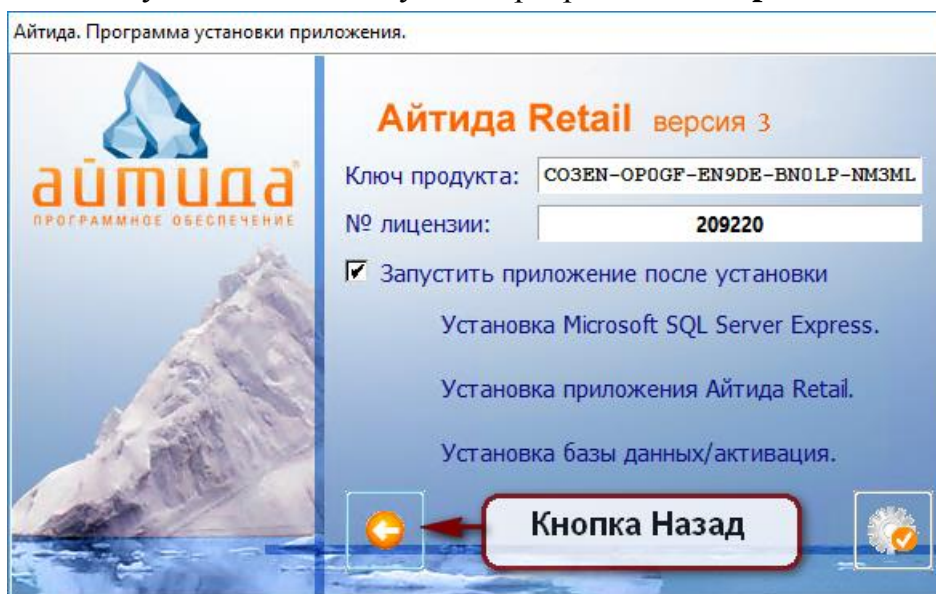 Айтида. Программа установки приложения.
айтида
ПРОГРАММНОЕ ОБЕСПЕЧЕНИЕ
Айтида Retail версия 3
Ключ продукта: CO3EN-OP0GF-EN9DE-BN0LP-NM3ML
№ лицензии: 209220
Запустить приложение после установки
Установка Microsoft SQL Server Express.
Установка приложения Айтида Retail.
Установка базы данных/активация.
Кнопка Назад